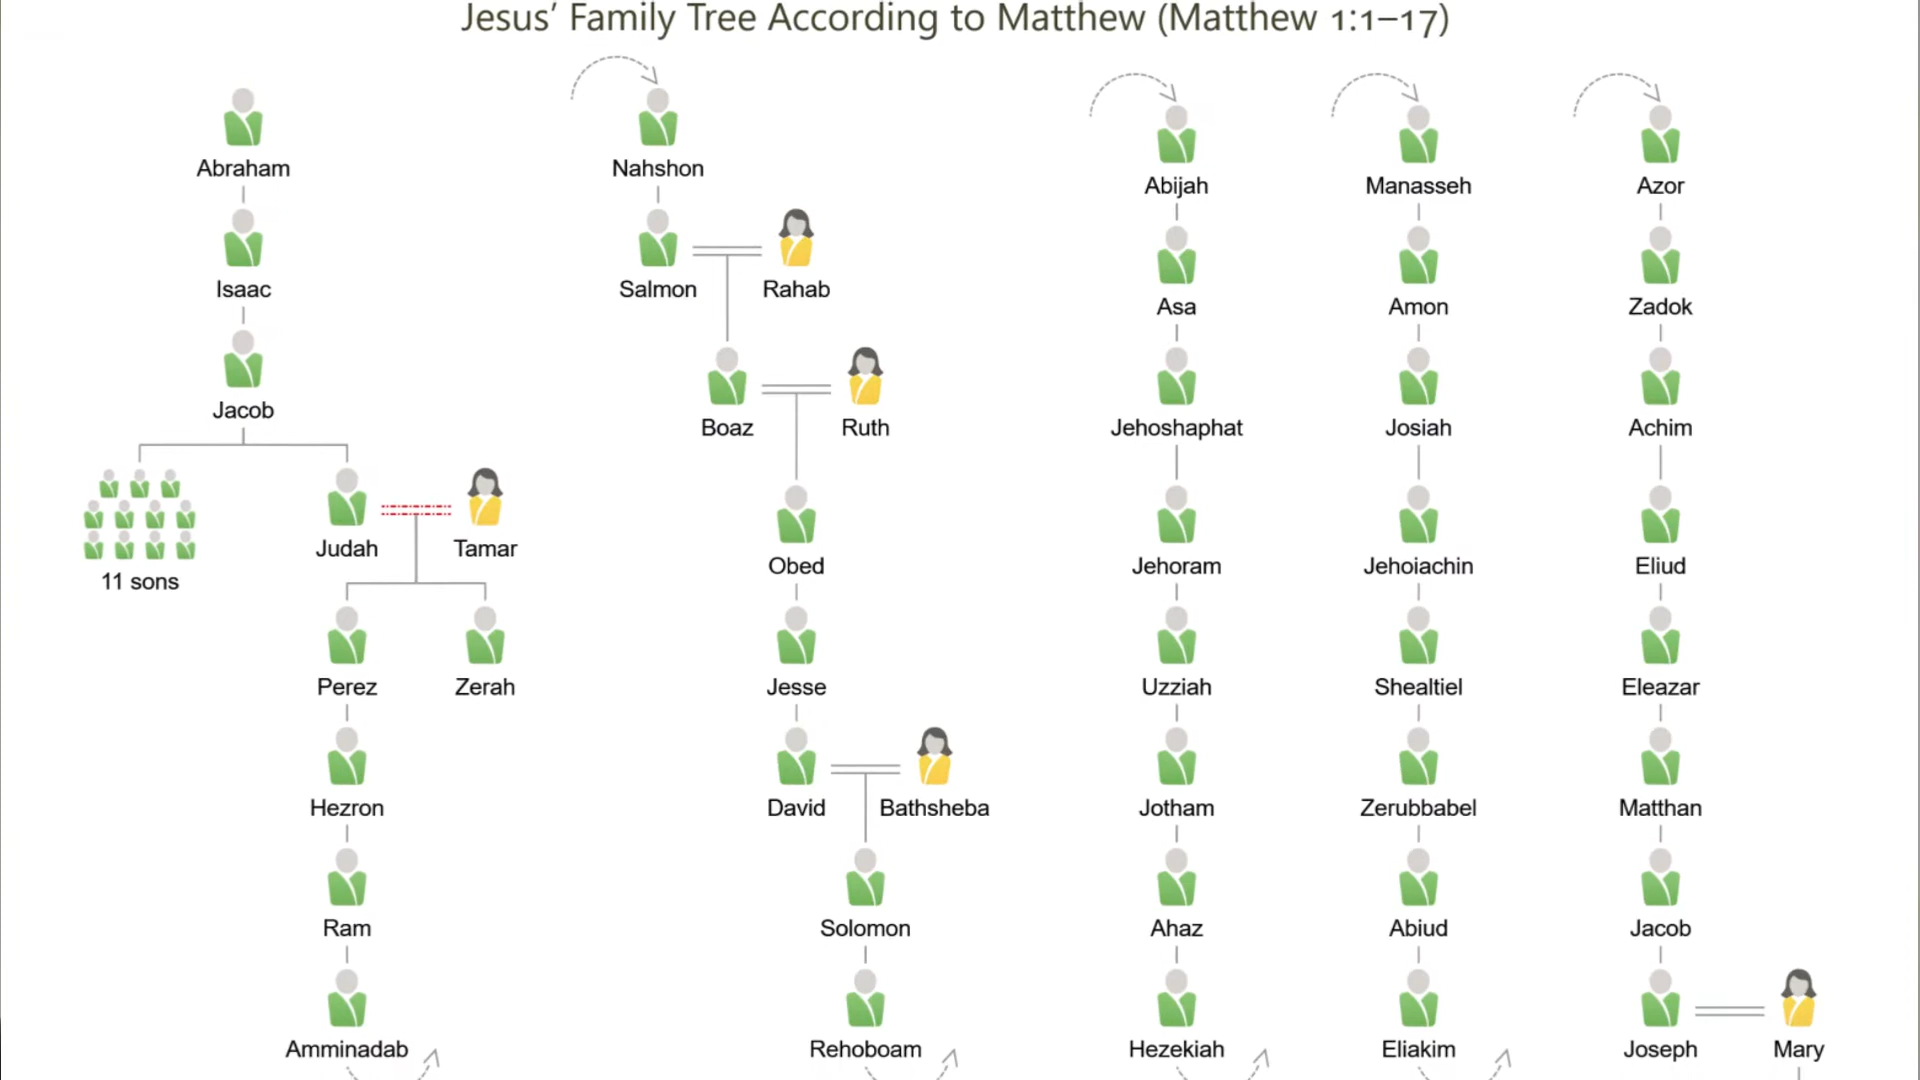 Jesus’ Family Tree According to Matthew (Matthew 1:1–17)
Abraham
Isaac
Jacob
11 sons
Judah
Tamar
Perez
Zerah
Hezron
Ram
Amminadab
Nahshon
Salmon
Rahab
Boaz
Ruth
Obed
Jesse
David
Bathsheba
Solomon
Rehoboam
Abijah
Asa
Jehoshaphat
Jehoram
Uzziah
Jotham
Ahaz
Hezekiah
Manasseh
Amon
Josiah
Jehoiachin
Shealtiel
Zerubbabel
Abiud
Eliakim
Azor
Zadok
Achim
Eliud
Eleazar
Matthan
Jacob
Joseph
Mary